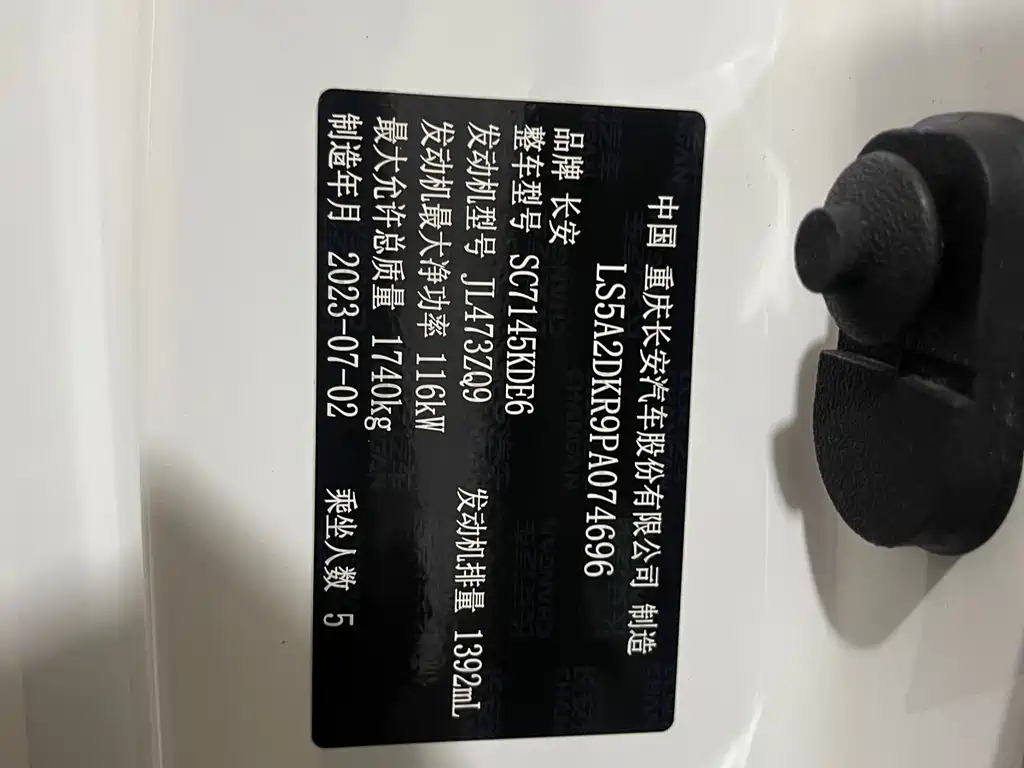 中国 重庆长安汽车股份有限公司 制造
LS5A2DKR9PA074696
品牌 长安
整车型号 SC7145KDE6
发动机型号 JL473ZQ9 发动机排量 1392mL
发动机最大净功率 116kW
最大允许总质量 1740kg
制造年月 2023-07-02 乘坐人数 5